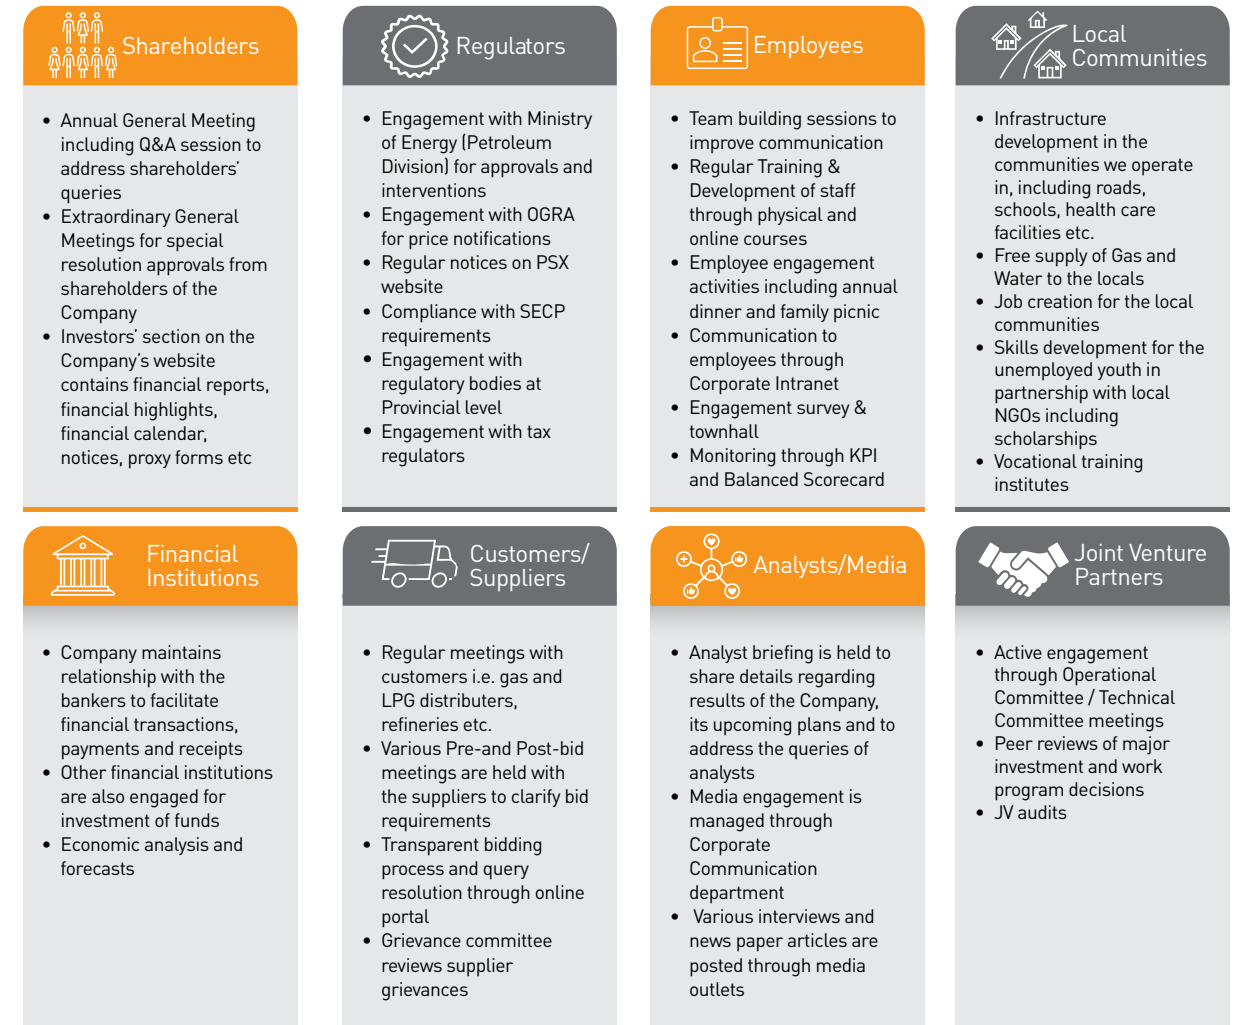 Shareholders
• Annual General Meeting
including Q&A session to
address shareholders'
queries
• Extraordinary General
Meetings for special
resolution approvals from
shareholders of the
Company
• Investors' section on the
Company's website
contains financial reports,
financial highlights,
financial calendar,
notices, proxy forms etc
Regulators
• Engagement with Ministry
of Energy (Petroleum
Division) for approvals and
interventions
• Engagement with OGRA
for price notifications
• Regular notices on PSX
website
• Compliance with SECP
requirements
• Engagement with
regulatory bodies at
Provincial level
• Engagement with tax
regulators
Employees
• Team building sessions to
improve communication
• Regular Training &
Development of staff
through physical and
online courses
• Employee engagement
activities including annual
dinner and family picnic
• Communication to
employees through
Corporate Intranet
• Engagement survey &
townhall
• Monitoring through KPI
and Balanced Scorecard
Local
Communities
• Infrastructure
development in the
communities we operate
in, including roads,
schools, health care
facilities etc.
• Free supply of Gas and
Water to the locals
• Job creation for the local
communities
• Skills development for the
unemployed youth in
partnership with local
NGOs including
scholarships
• Vocational training
institutes
Financial
Institutions
• Company maintains
relationship with the
bankers to facilitate
financial transactions,
payments and receipts
• Other financial institutions
are also engaged for
investment of funds
• Economic analysis and
forecasts
Customers/
Suppliers
• Regular meetings with
customers i.e. gas and
LPG distributers,
refineries etc.
• Various Pre-and Post-bid
meetings are held with
the suppliers to clarify bid
requirements
• Transparent bidding
process and query
resolution through online
portal
• Grievance committee
reviews supplier
grievances
Analysts/Media
• Analyst briefing is held to
share details regarding
results of the Company,
its upcoming plans and to
address the queries of
analysts
• Media engagement is
managed through
Corporate
Communication
department
• Various interviews and
news paper articles are
posted through media
outlets
Joint Venture
Partners
• Active engagement
through Operational
Committee / Technical
Committee meetings
• Peer reviews of major
investment and work
program decisions
• JV audits